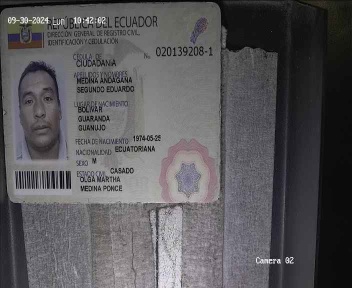 09-30-2024 Lun 10:42:02
REPÚBLICA DEL ECUADOR
DIRECCIÓN GENERAL DE REGISTRO CIVIL,
IDENTIFICACIÓN Y CEDULACIÓN
CÉDULA DE
CIUDADANÍA
No. 020139208-1
APELLIDOS Y NOMBRES
MEDINA ANDAGANA
SEGUNDO EDUARDO
LUGAR DE NACIMIENTO
BOLIVAR
GUARANDA
GUANUJO
FECHA DE NACIMIENTO 1974-05-25
NACIONALIDAD ECUATORIANA
SEXO M
ESTADO CIVIL CASADO
OLGA MARTHA
MEDINA PONCE
Camera 02